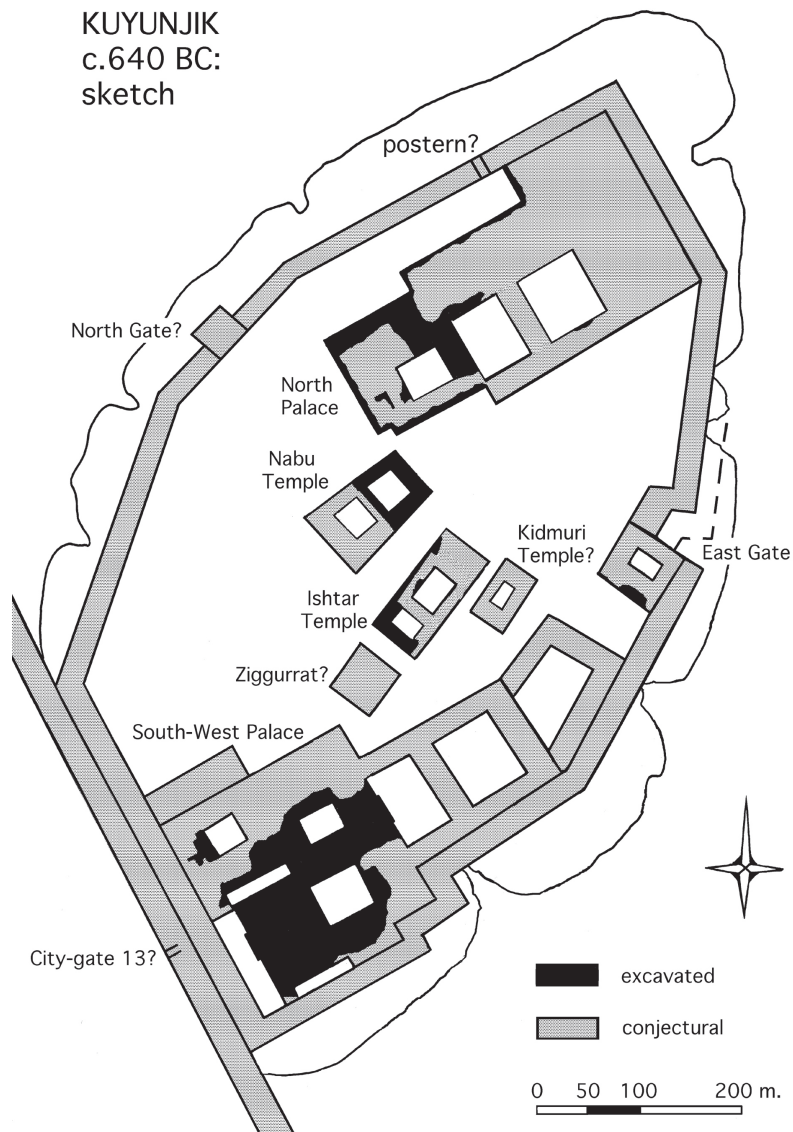 KUYUNJIK
c.640 BC:
sketch
postern?
North Gate?
North
Palace
Nabu
Temple
Kidmuri
Temple?
East Gate
Ishtar
Temple
Ziggurrat?
South-West Palace
City-gate 13?
excavated
conjectural
0 50 100 200 m.